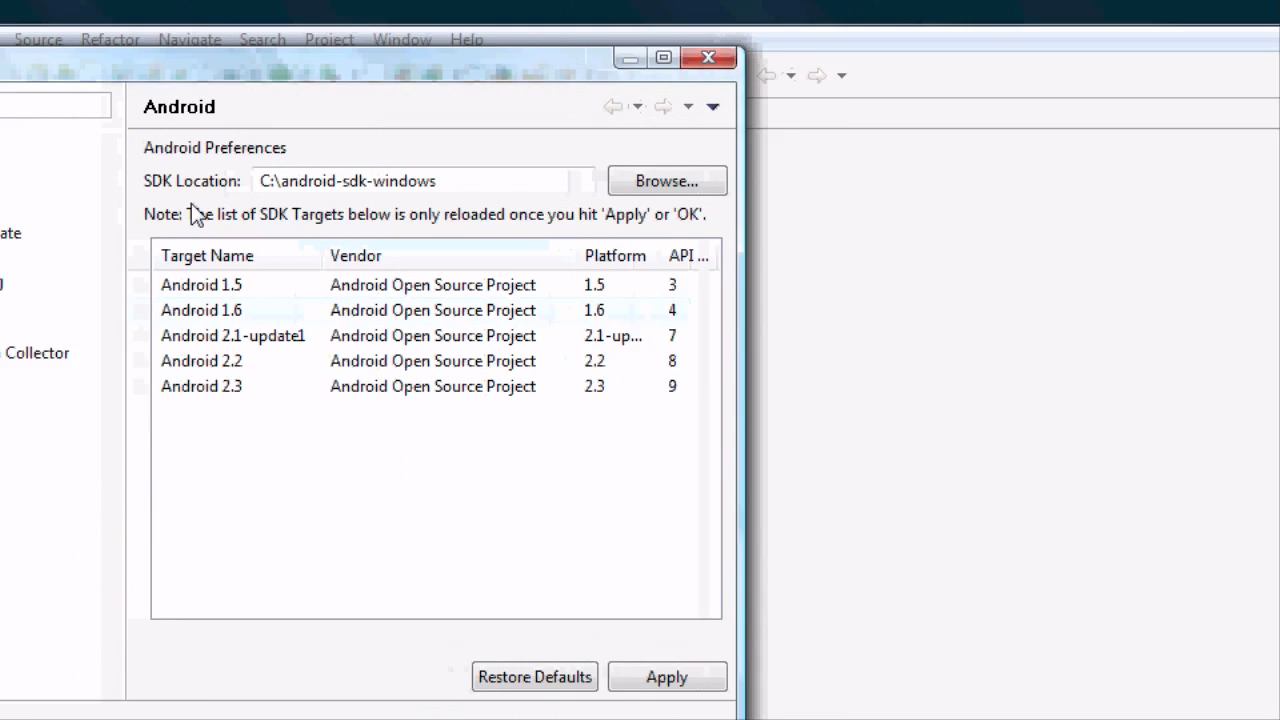 Source Refactor Navigate Search Project Window Help
Android
Android Preferences
SDK Location: C:\android-sdk-windows Browse...
Note: The list of SDK Targets below is only reloaded once you hit 'Apply' or 'OK'.
Target Name Vendor Platform API ...
Android 1.5 Android Open Source Project 1.5 3
Android 1.6 Android Open Source Project 1.6 4
Android 2.1-update1 Android Open Source Project 2.1-up... 7
Android 2.2 Android Open Source Project 2.2 8
Android 2.3 Android Open Source Project 2.3 9
ate
J
Collector
Restore Defaults Apply